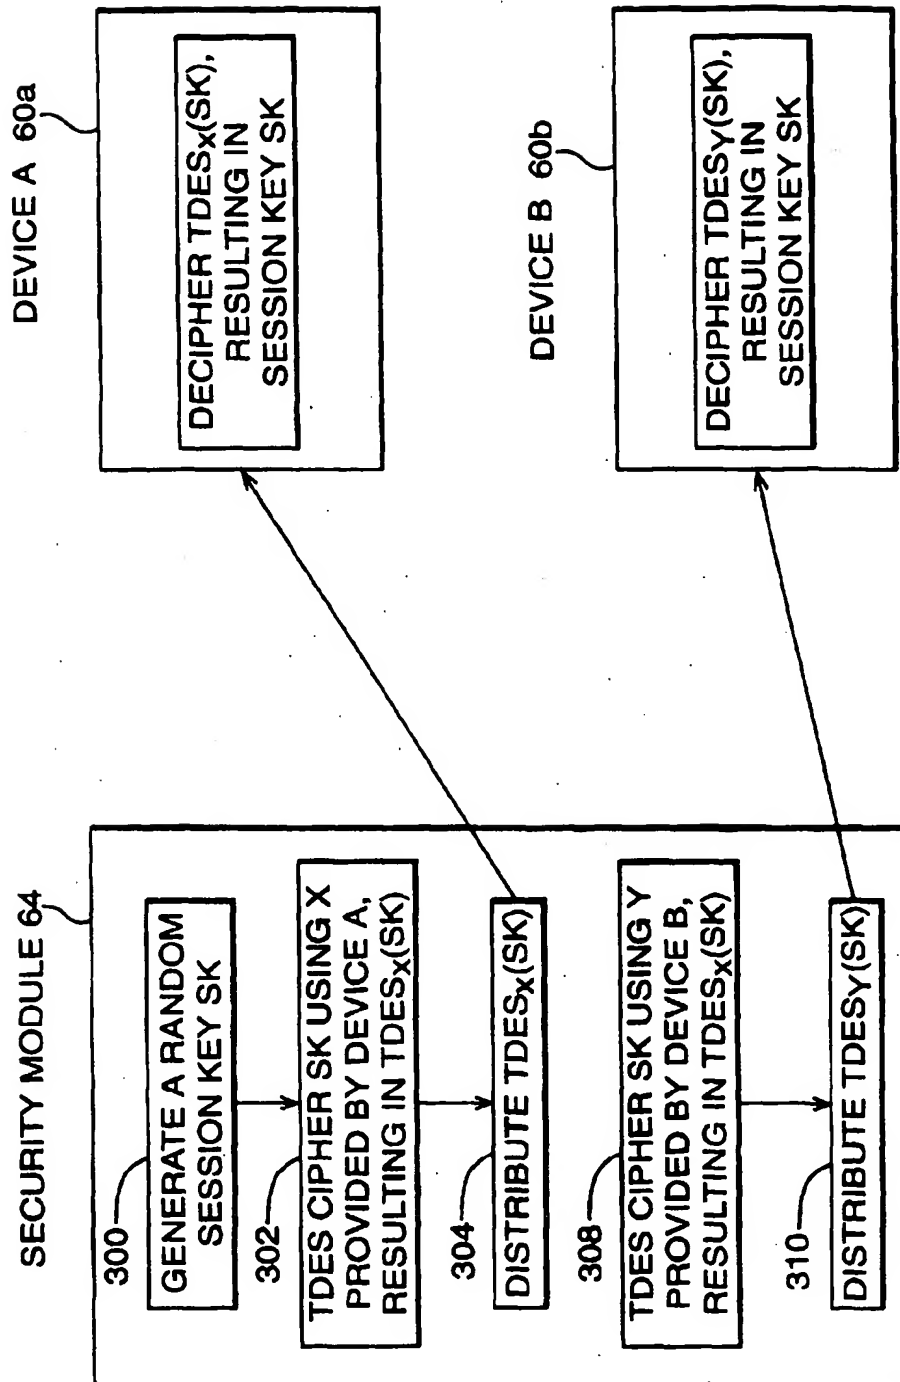 SECURITY MODULE 64
300
GENERATE A RANDOM
SESSION KEY SK
302
TDES CIPHER SK USING X
PROVIDED BY DEVICE A,
RESULTING IN TDESX(SK)
304
DISTRIBUTE TDESX(SK)
308
TDES CIPHER SK USING Y
PROVIDED BY DEVICE B,
RESULTING IN TDESX(SK)
310
DISTRIBUTE TDESY(SK)
DEVICE A 60a
DECIPHER TDESX(SK),
RESULTING IN
SESSION KEY SK
DEVICE B 60b
DECIPHER TDESY(SK),
RESULTING IN
SESSION KEY SK